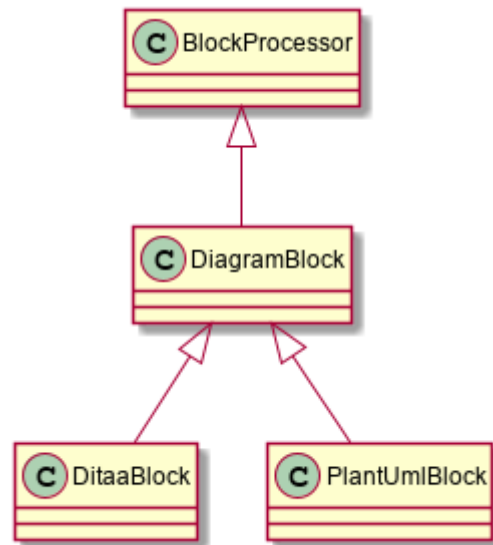 C BlockProcessor
C DiagramBlock
C DitaaBlock
C PlantUmlBlock